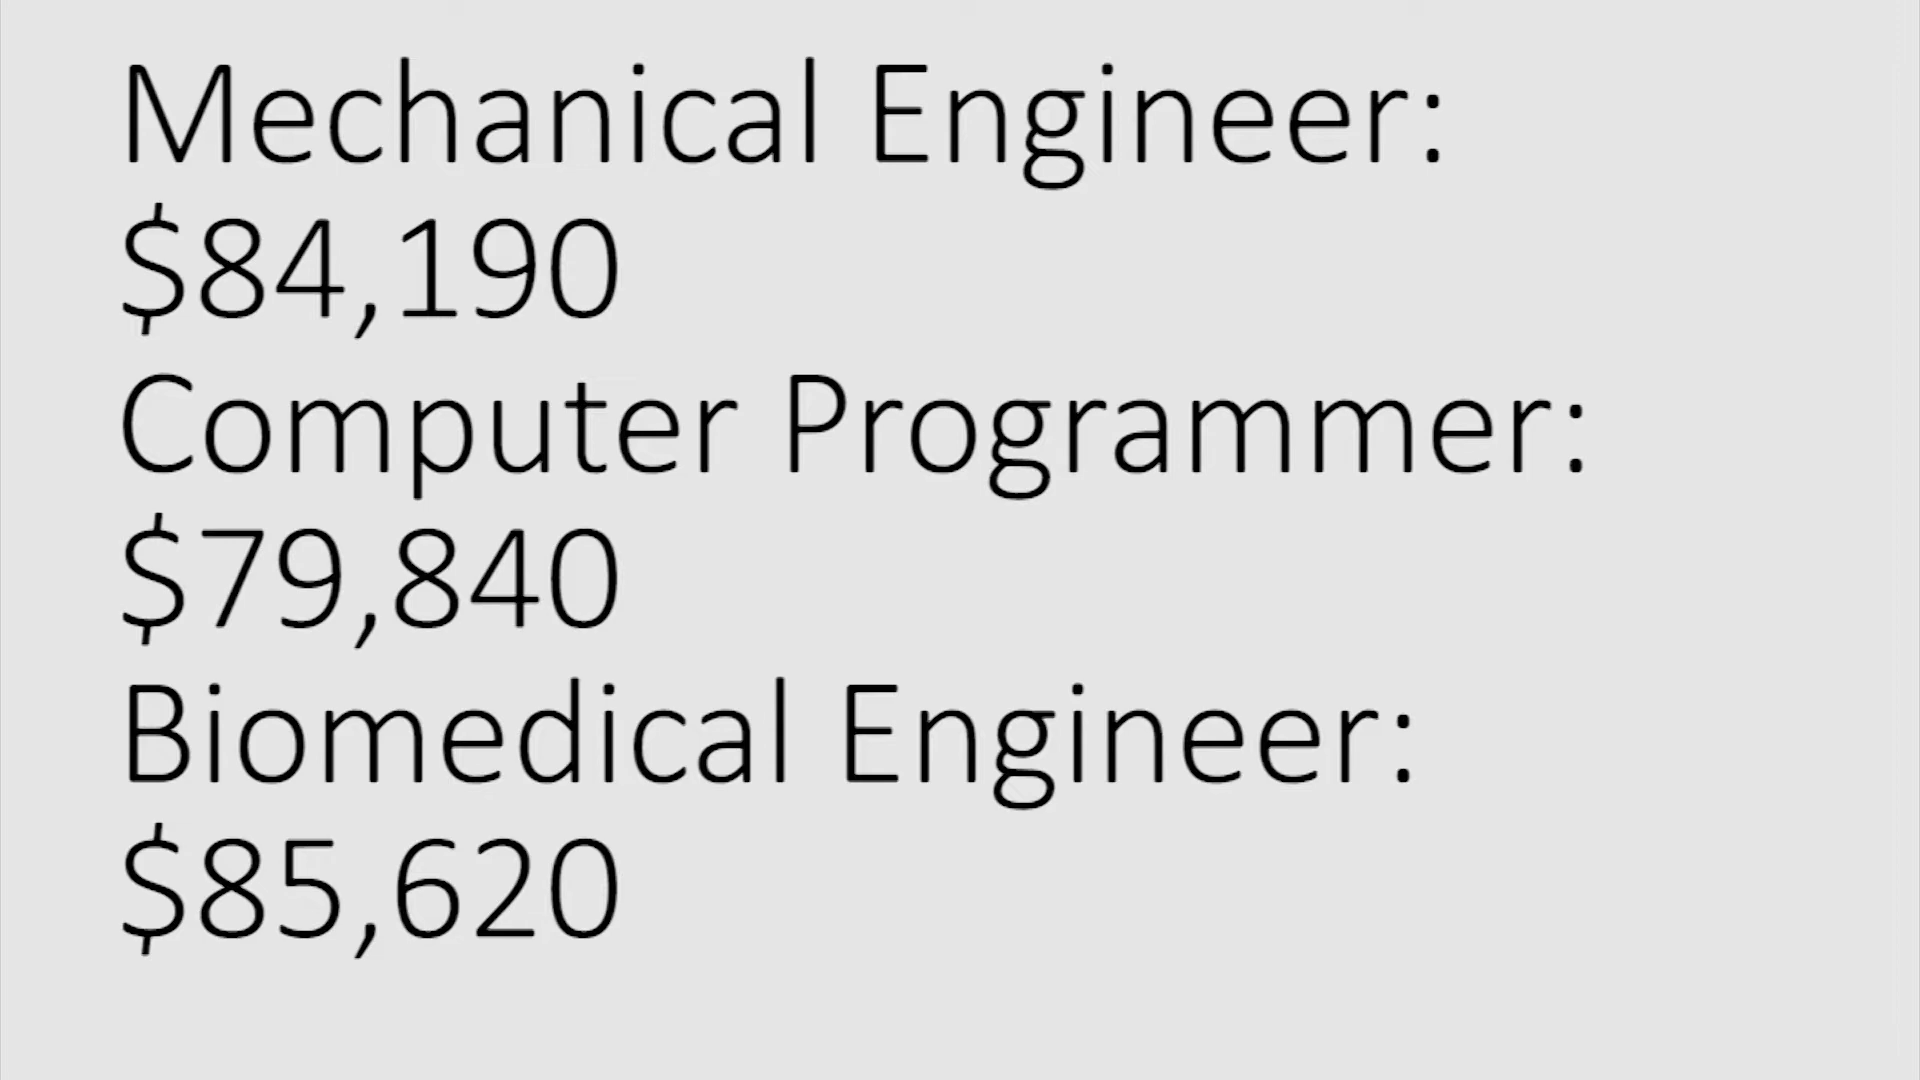 Mechanical Engineer:
$84,190
Computer Programmer:
$79,840
Biomedical Engineer:
$85,620